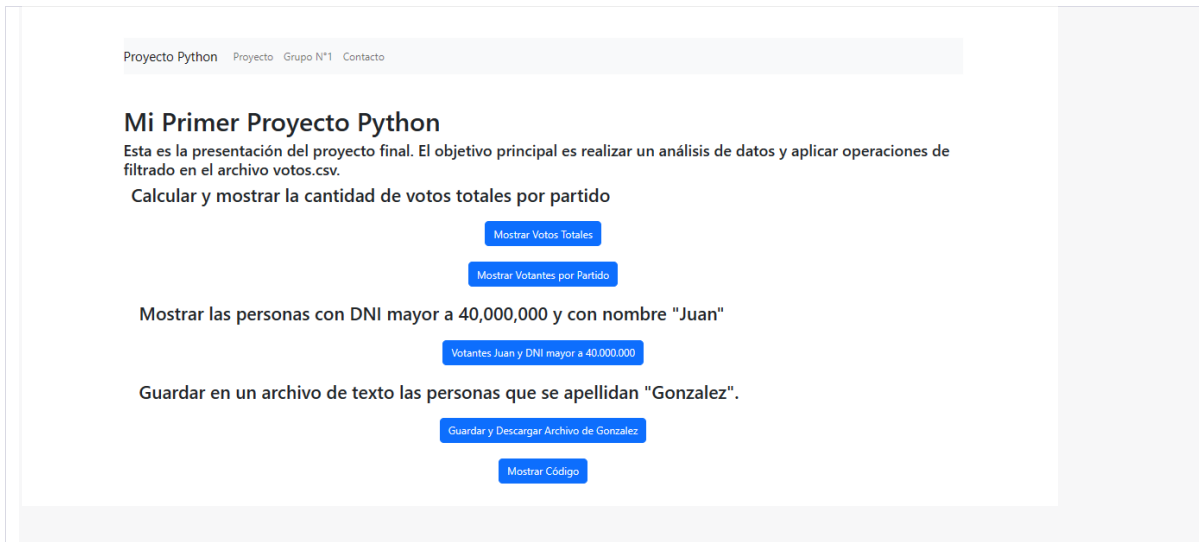 Proyecto Python Proyecto Grupo N°1 Contacto
Mi Primer Proyecto Python
Esta es la presentación del proyecto final. El objetivo principal es realizar un análisis de datos y aplicar operaciones de
filtrado en el archivo votos.csv.
Calcular y mostrar la cantidad de votos totales por partido
Mostrar Votos Totales
Mostrar Votantes por Partido
Mostrar las personas con DNI mayor a 40,000,000 y con nombre "Juan"
Votantes Juan y DNI mayor a 40.000.000
Guardar en un archivo de texto las personas que se apellidan "Gonzalez".
Guardar y Descargar Archivo de Gonzalez
Mostrar Código